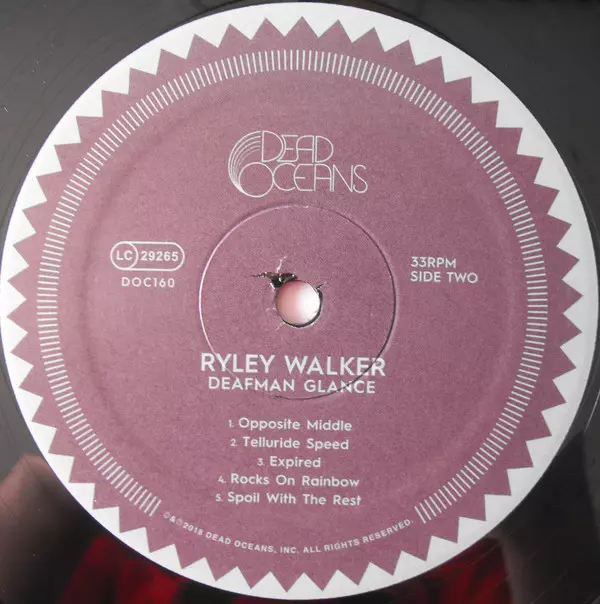 DEAD
OCEANS
LC 29265
DOC160
33RPM
SIDE TWO
RYLEY WALKER
DEAFMAN GLANCE
1. Opposite Middle
2. Telluride Speed
3. Expired
4. Rocks On Rainbow
5. Spoil With The Rest
℗&©2018 DEAD OCEANS, INC. ALL RIGHTS RESERVED.